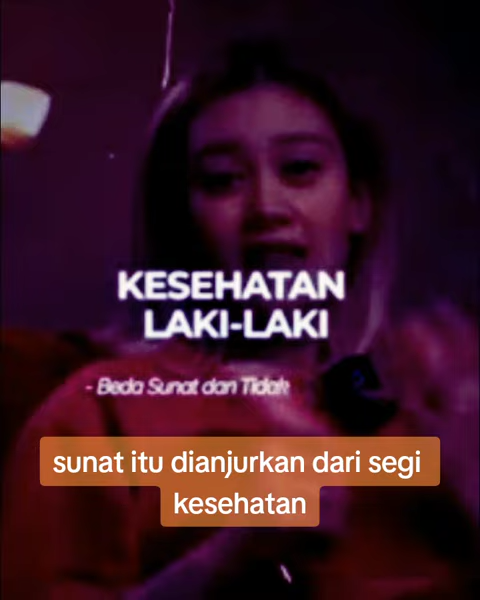 KESEHATAN
LAKI-LAKI
- Beda Sunat dan Tidak
sunat itu dianjurkan dari segi
kesehatan